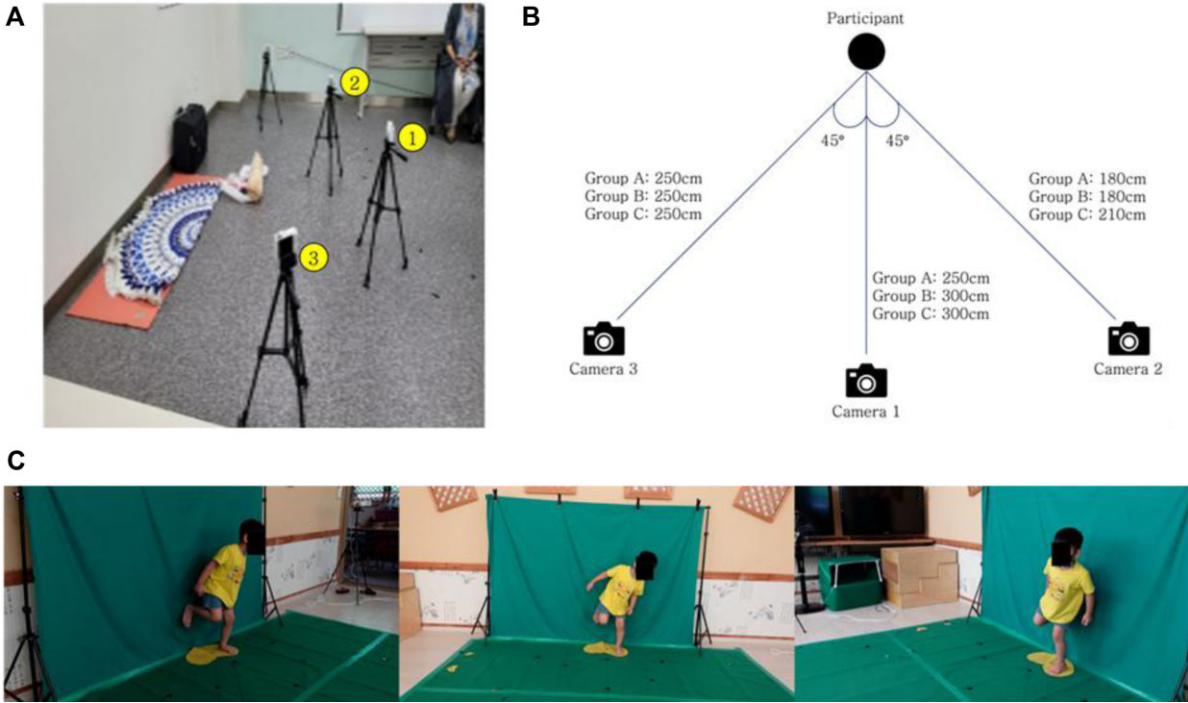 A
②
①
③
B
Participant
45°
45°
Group A: 250cm
Group B: 250cm
Group C: 250cm
Group A: 180cm
Group B: 180cm
Group C: 210cm
Group A: 250cm
Group B: 300cm
Group C: 300cm
Camera 3
Camera 1
Camera 2
C